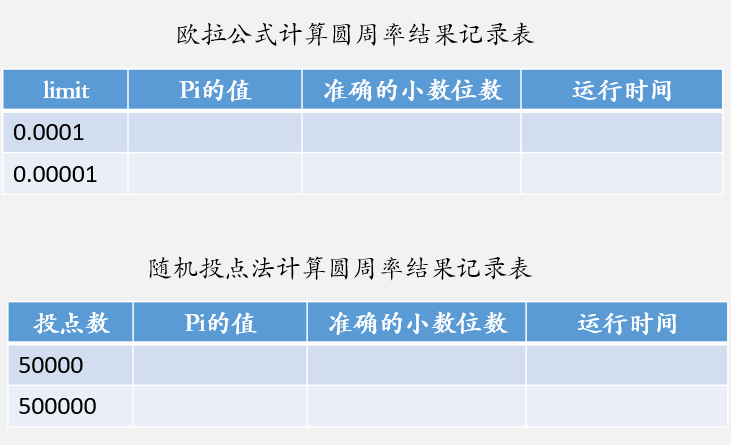 欧拉公式计算圆周率结果记录表
limit Pi的值 准确的小数位数 运行时间
0.0001
0.00001
随机投点法计算圆周率结果记录表
投点数 Pi的值 准确的小数位数 运行时间
50000
500000